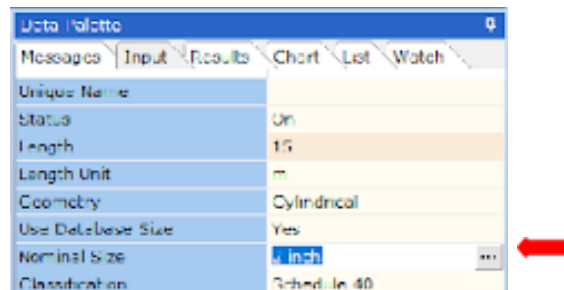 Data Palette
Messages Input Results Chart List Watch
Unique Name
Status On
Length 15
Length Unit m
Geometry Cylindrical
Use Database Size Yes
Nominal Size inch ...
Classification Schedule 40